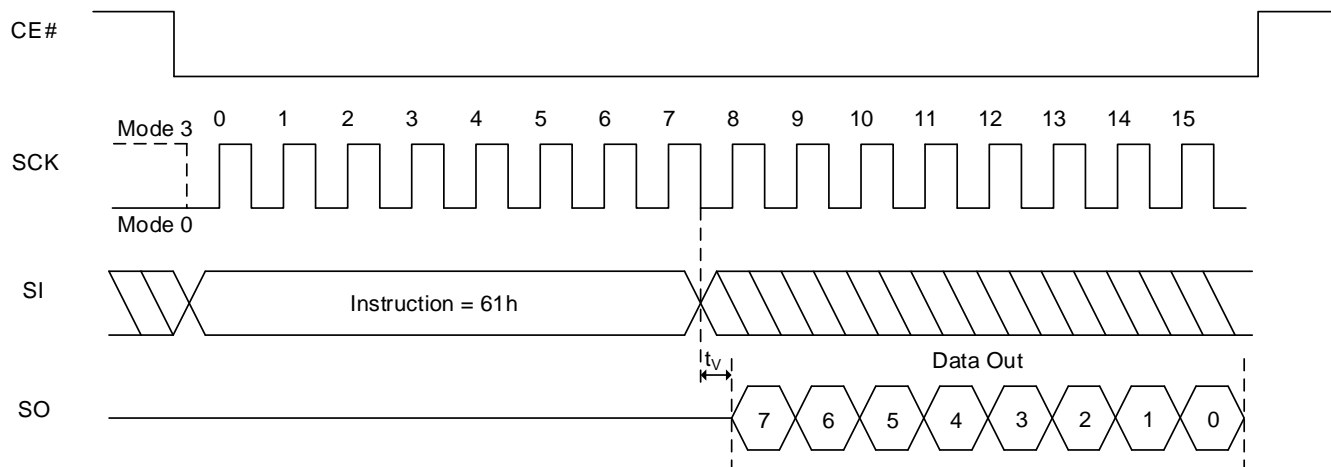 CE#
0 1 2 3 4 5 6 7 8 9 10 11 12 13 14 15
Mode 3
SCK
Mode 0
SI
Instruction = 61h
tV
Data Out
SO
7 6 5 4 3 2 1 0